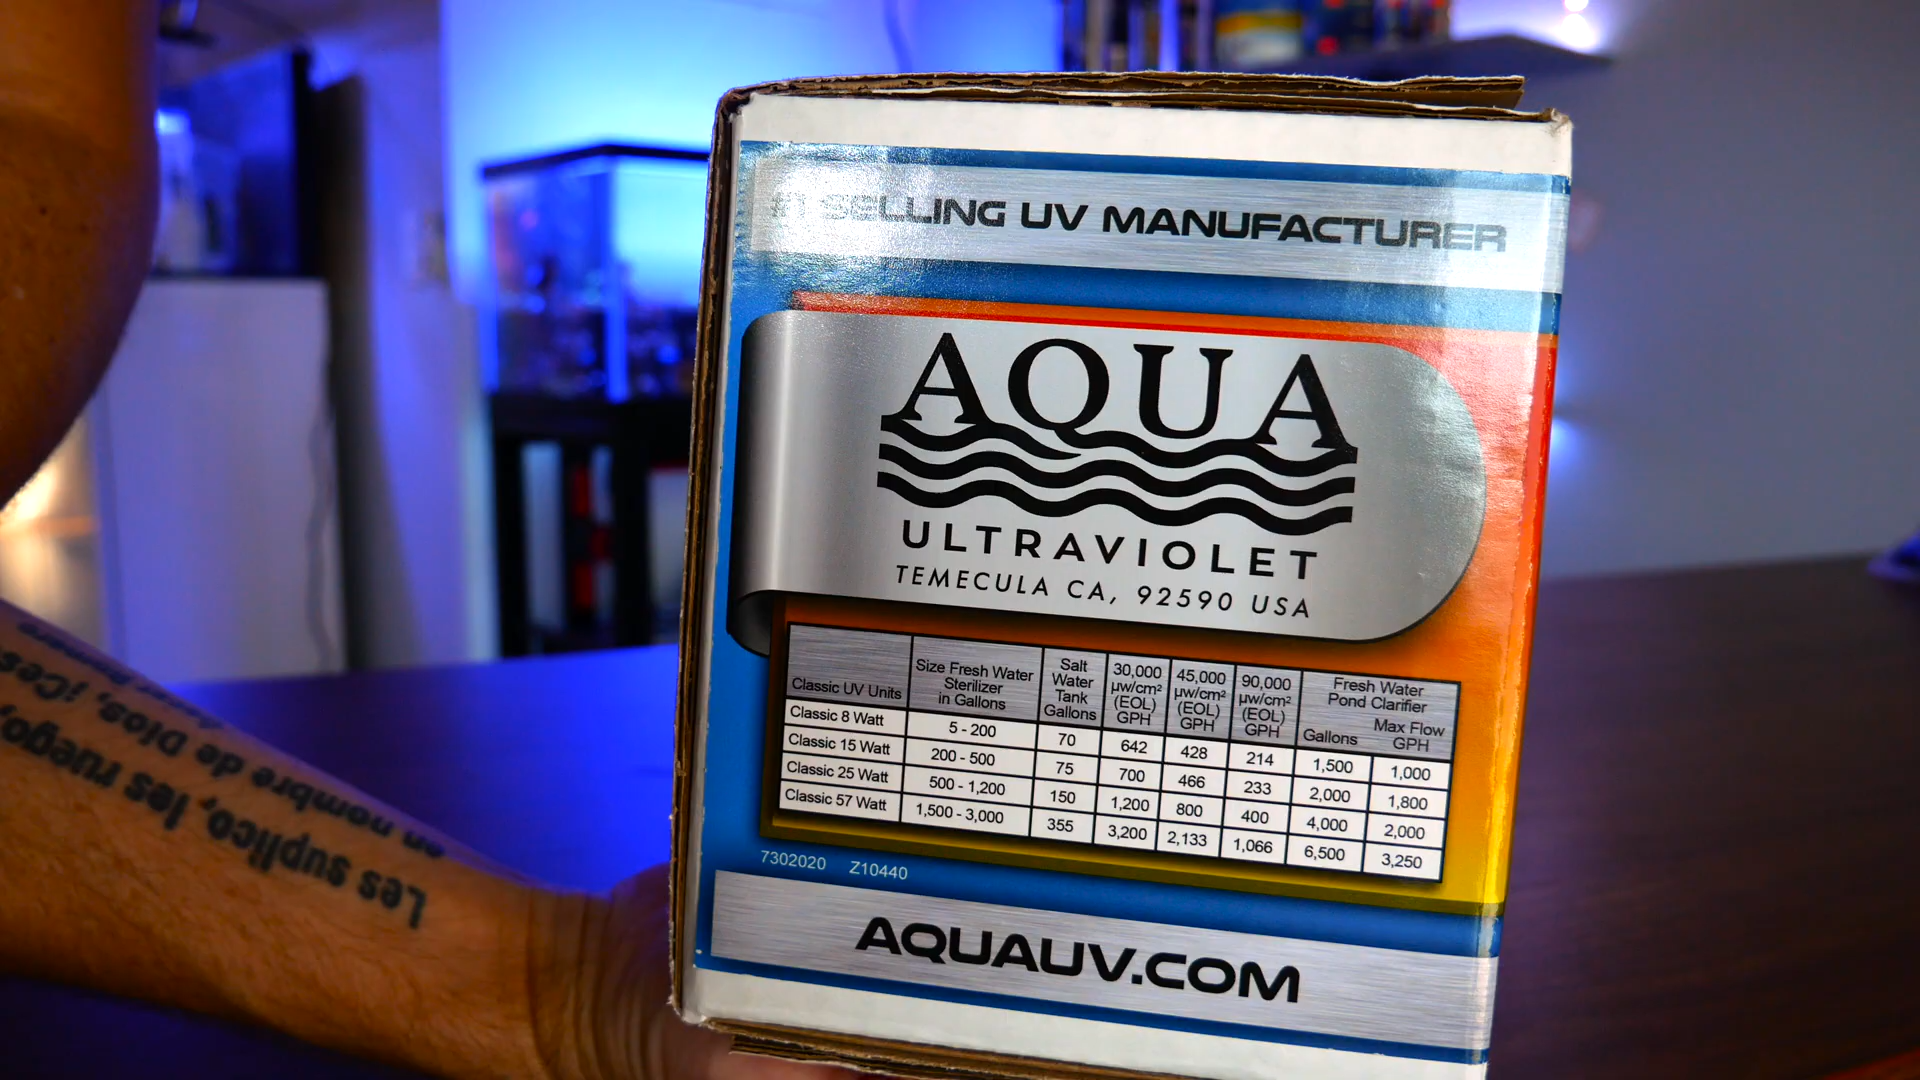 #1 SELLING UV MANUFACTURER
AQUA
ULTRAVIOLET
TEMECULA CA, 92590 USA
Classic UV Units | Size Fresh Water Sterilizer in Gallons | Salt Water Tank Gallons | 30,000 µw/cm² (EOL) GPH | 45,000 µw/cm² (EOL) GPH | 90,000 µw/cm² (EOL) GPH | Fresh Water Pond Clarifier Gallons | Max Flow GPH
Classic 8 Watt | 5 - 200 | 70 | 642 | 428 | 214 | 1,500 | 1,000
Classic 15 Watt | 200 - 500 | 75 | 700 | 466 | 233 | 2,000 | 1,800
Classic 25 Watt | 500 - 1,200 | 150 | 1,200 | 800 | 400 | 4,000 | 2,000
Classic 57 Watt | 1,500 - 3,000 | 355 | 3,200 | 2,133 | 1,066 | 6,500 | 3,250
7302020 Z10440
AQUAUV.COM
Les suplico, les ruego,
en nombre de Dios,